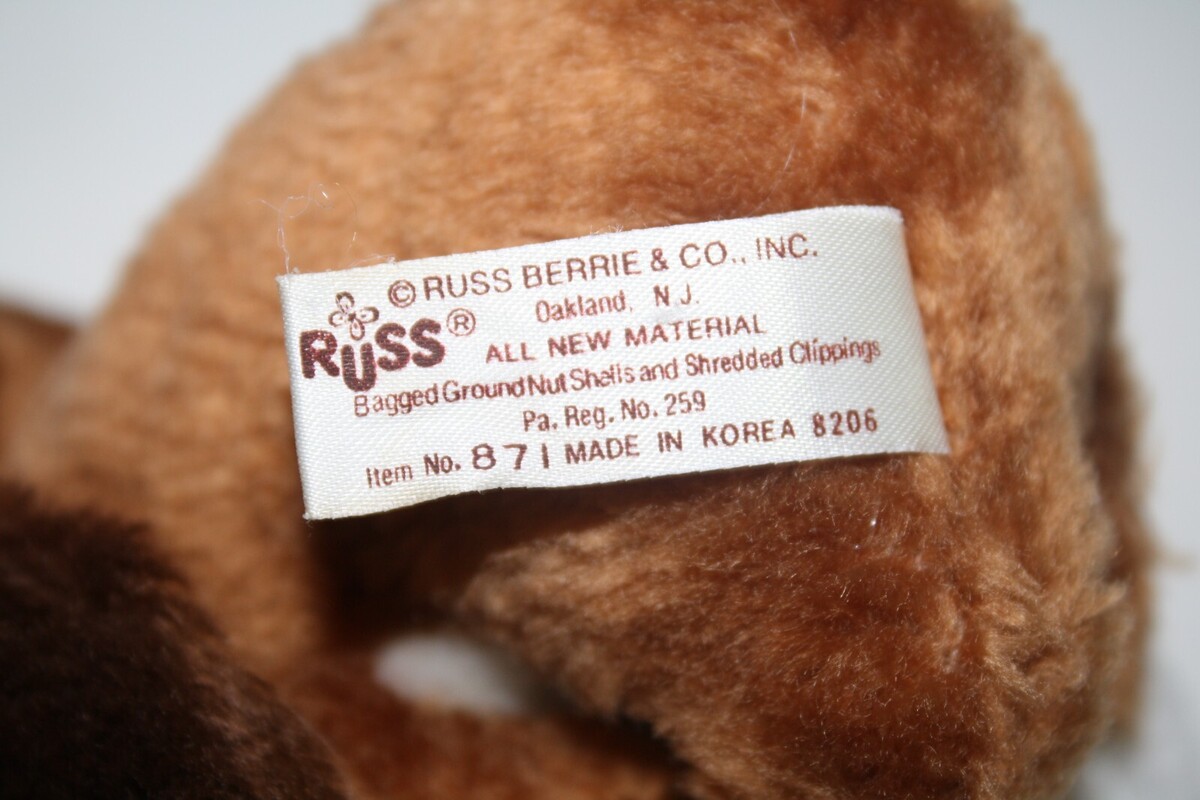 © RUSS BERRIE & CO., INC.
Oakland, N.J.
RUSS®
ALL NEW MATERIAL
Bagged Ground Nut Shells and Shredded Clippings
Pa. Reg. No. 259
Item No. 871 MADE IN KOREA 8206